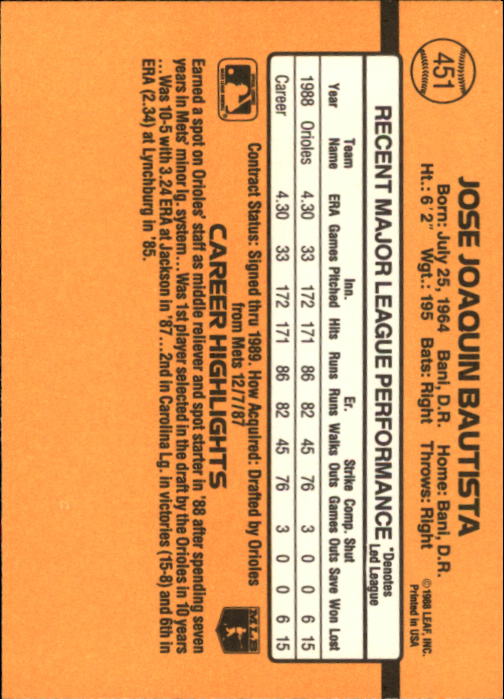 451
JOSE JOAQUIN BAUTISTA
Born: July 25, 1964 Bani, D.R. Home: Bani, D.R.
Ht.: 6'2" Wgt.: 195 Bats: Right Throws: Right
©1988 LEAF, INC.
Printed in USA
RECENT MAJOR LEAGUE PERFORMANCE
*Denotes
Led League
Team Inn. Er. Strike Comp. Shut
Year Name ERA Games Pitched Hits Runs Runs Walks Outs Games Outs Save Won Lost
1988 Orioles 4.30 33 172 171 86 82 45 76 3 0 0 6 15
Career 4.30 33 172 171 86 82 45 76 3 0 0 6 15
Contract Status: Signed thru 1989. How Acquired: Drafted by Orioles
from Mets 12/7/87
MLB
CAREER HIGHLIGHTS
Earned a spot on Orioles' staff as middle reliever and spot starter in '88 after spending seven
years in Mets' minor lg. system...Was 1st player selected in the draft by the Orioles in 10 years
...Was 10-5 with 3.24 ERA at Jackson in '87...2nd in Carolina Lg. in victories (15-8) and 6th in
ERA (2.34) at Lynchburg in '85.